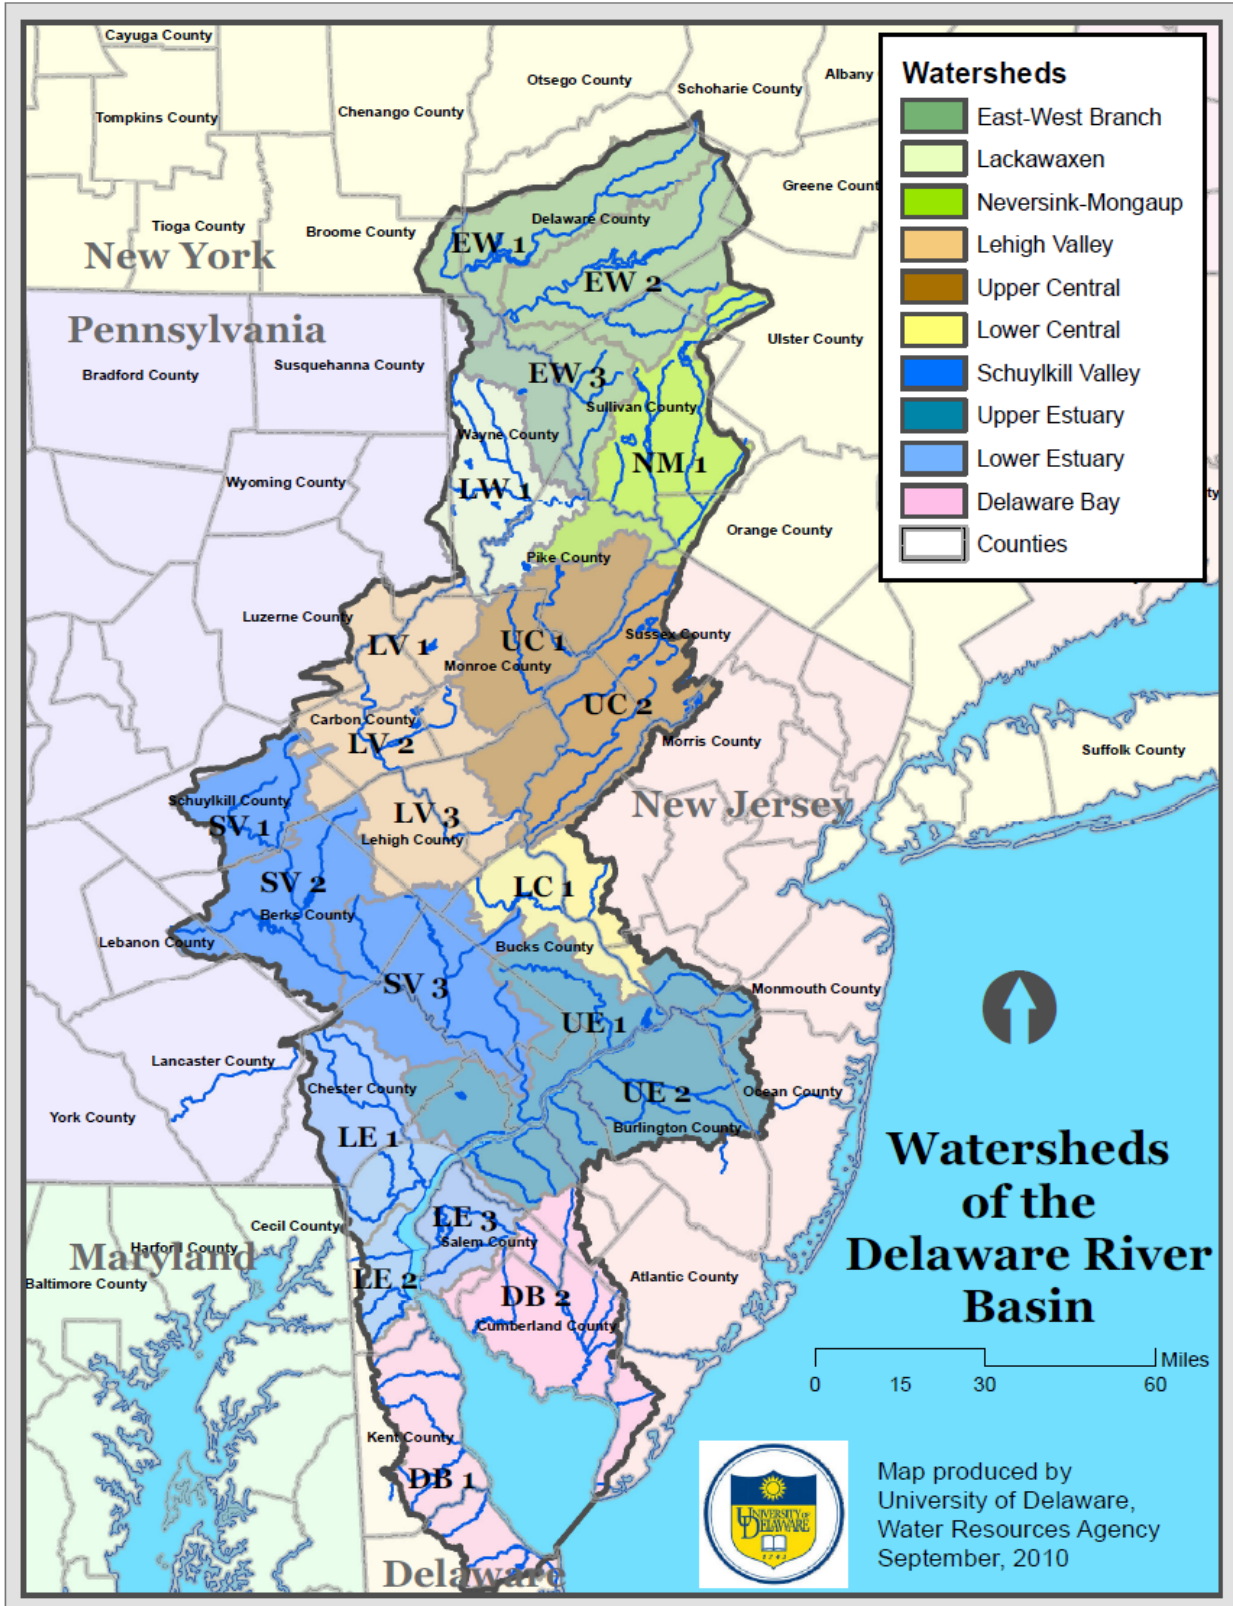 Cayuga County
Otsego County
Albany
Schoharie County
Chenango County
Tompkins County
Greene Count
Delaware County
Tioga County
Broome County
New York
EW 1
EW 2
Pennsylvania
Ulster County
Susquehanna County
Bradford County
EW 3
Sullivan County
Wayne County
NM 1
Wyoming County
LW 1
Orange County
Pike County
Luzerne County
LV 1
UC 1
Sussex County
Monroe County
UC 2
Carbon County
LV 2
Morris County
Suffolk County
Schuylkill County
New Jersey
SV 1
LV 3
Lehigh County
SV 2
LC 1
Berks County
Lebanon County
Bucks County
SV 3
Monmouth County
UE 1
Lancaster County
Chester County
UE 2
Ocean County
York County
Burlington County
LE 1
LE 3
Cecil County
Salem County
Harford County
Maryland
Baltimore County
LE 2
Atlantic County
DB 2
Cumberland County
Kent County
DB 1
Delaware
Watersheds
East-West Branch
Lackawaxen
Neversink-Mongaup
Lehigh Valley
Upper Central
Lower Central
Schuylkill Valley
Upper Estuary
Lower Estuary
Delaware Bay
Counties
ty
Watersheds
of the
Delaware River
Basin
Miles
0 15 30 60
UNIVERSITY OF
DELAWARE
1743
Map produced by
University of Delaware,
Water Resources Agency
September, 2010